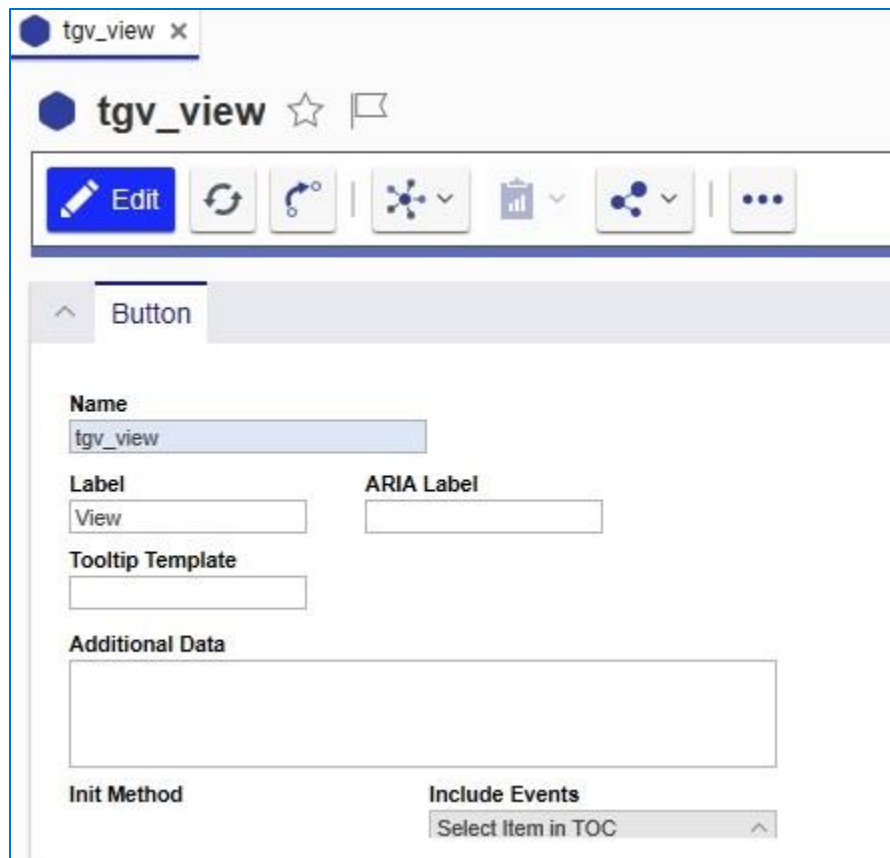 tgv_view
tgv_view
Edit
Button
Name
tgv_view
Label ARIA Label
View
Tooltip Template
Additional Data
Init Method Include Events
Select Item in TOC